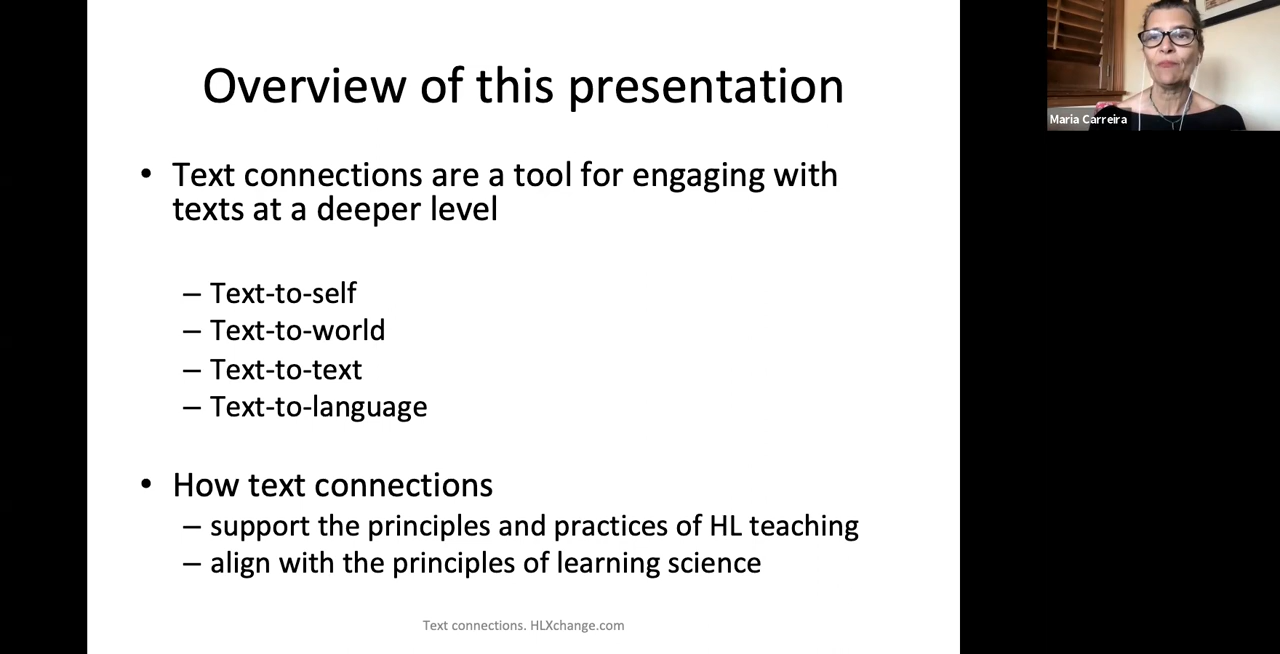 Overview of this presentation
• Text connections are a tool for engaging with
texts at a deeper level
– Text-to-self
– Text-to-world
– Text-to-text
– Text-to-language
• How text connections
– support the principles and practices of HL teaching
– align with the principles of learning science
Text connections. HLXchange.com
Maria Carreira